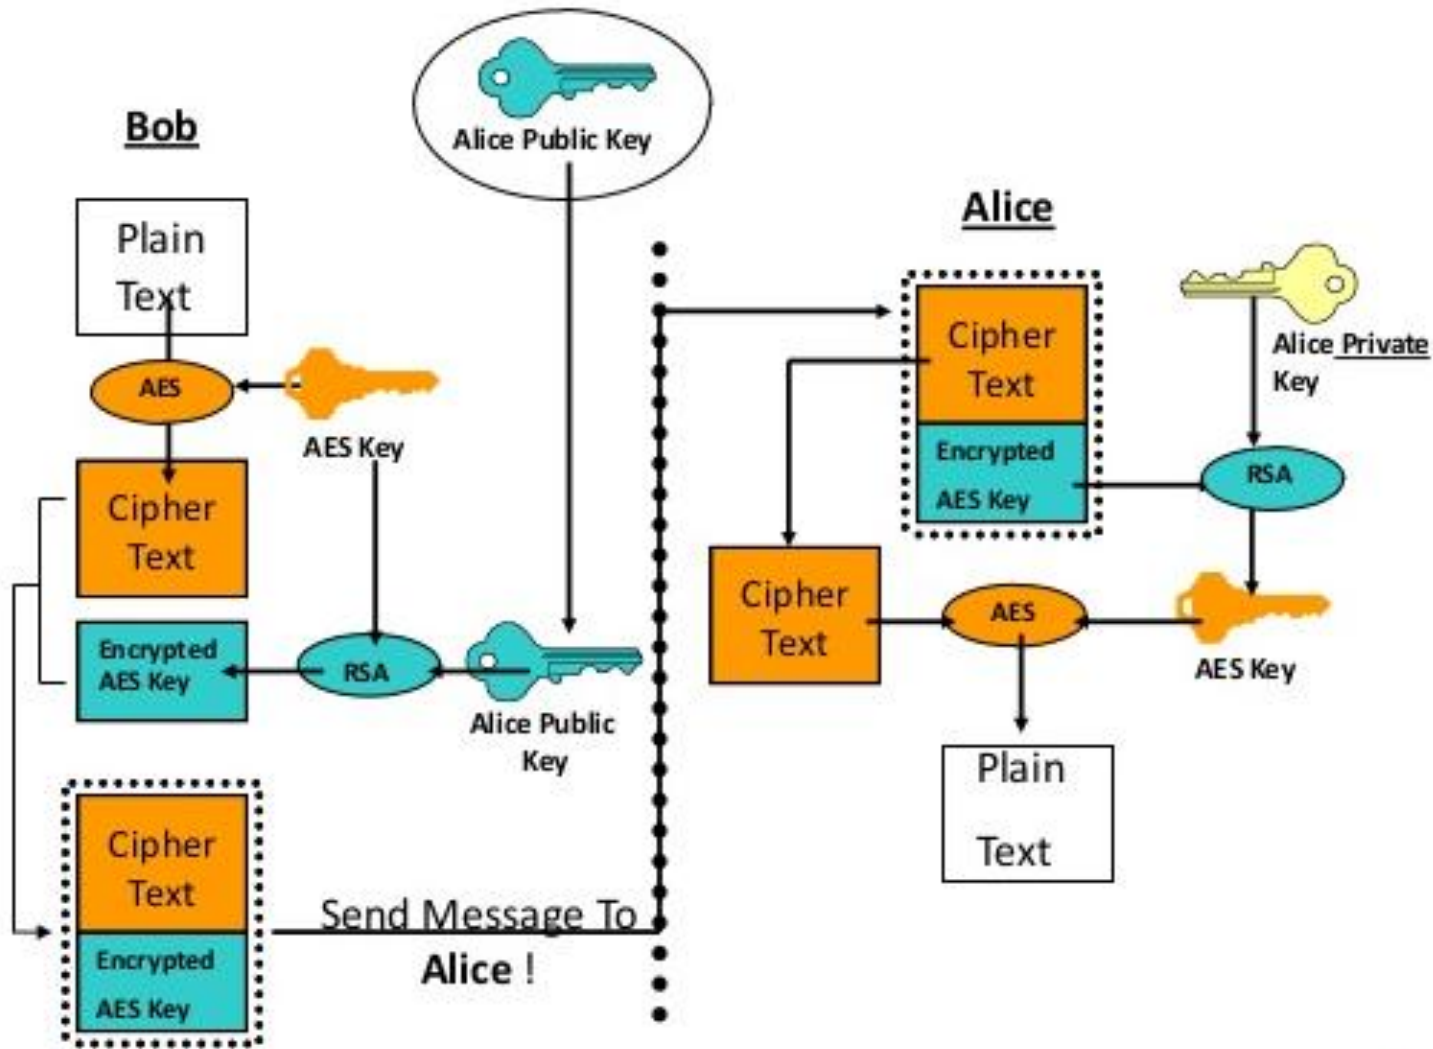 Alice Public Key
Bob
Plain
Text
AES
AES Key
Cipher
Text
Encrypted
AES Key
RSA
Alice Public
Key
Cipher
Text
Encrypted
AES Key
Send Message To
Alice !
Alice
Cipher
Text
Encrypted
AES Key
Alice Private
Key
RSA
Cipher
Text
AES
AES Key
Plain
Text